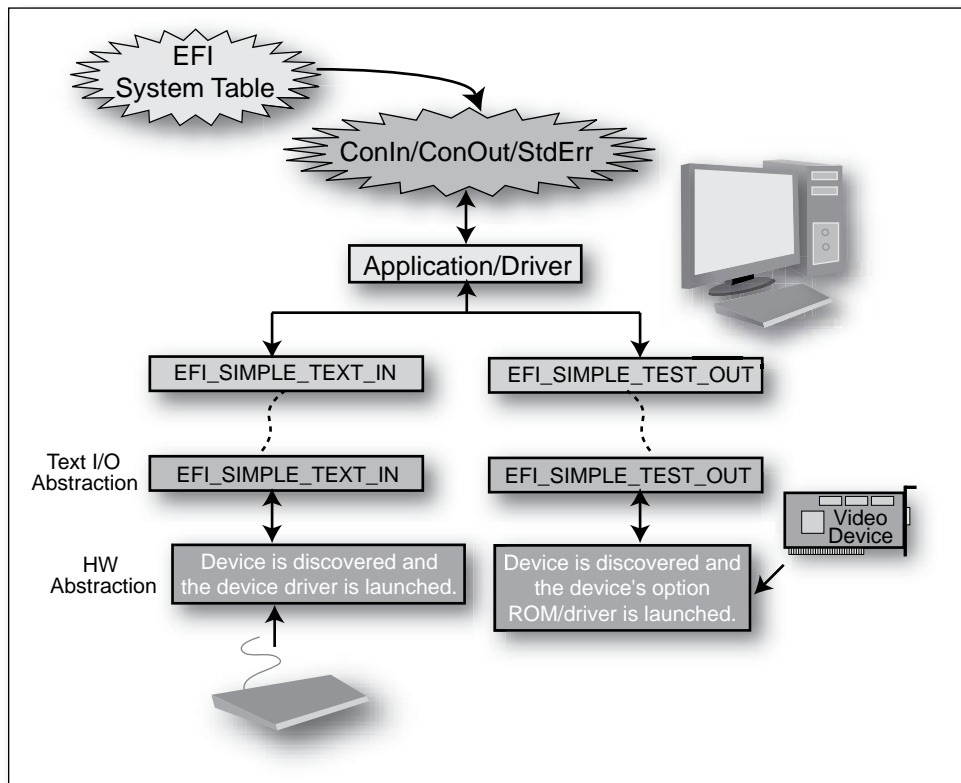 EFI
System Table
ConIn/ConOut/StdErr
Application/Driver
EFI_SIMPLE_TEXT_IN
EFI_SIMPLE_TEST_OUT
Text I/O
Abstraction
EFI_SIMPLE_TEXT_IN
EFI_SIMPLE_TEST_OUT
Video
Device
HW
Abstraction
Device is discovered and
the device driver is launched.
Device is discovered and
the device's option
ROM/driver is launched.